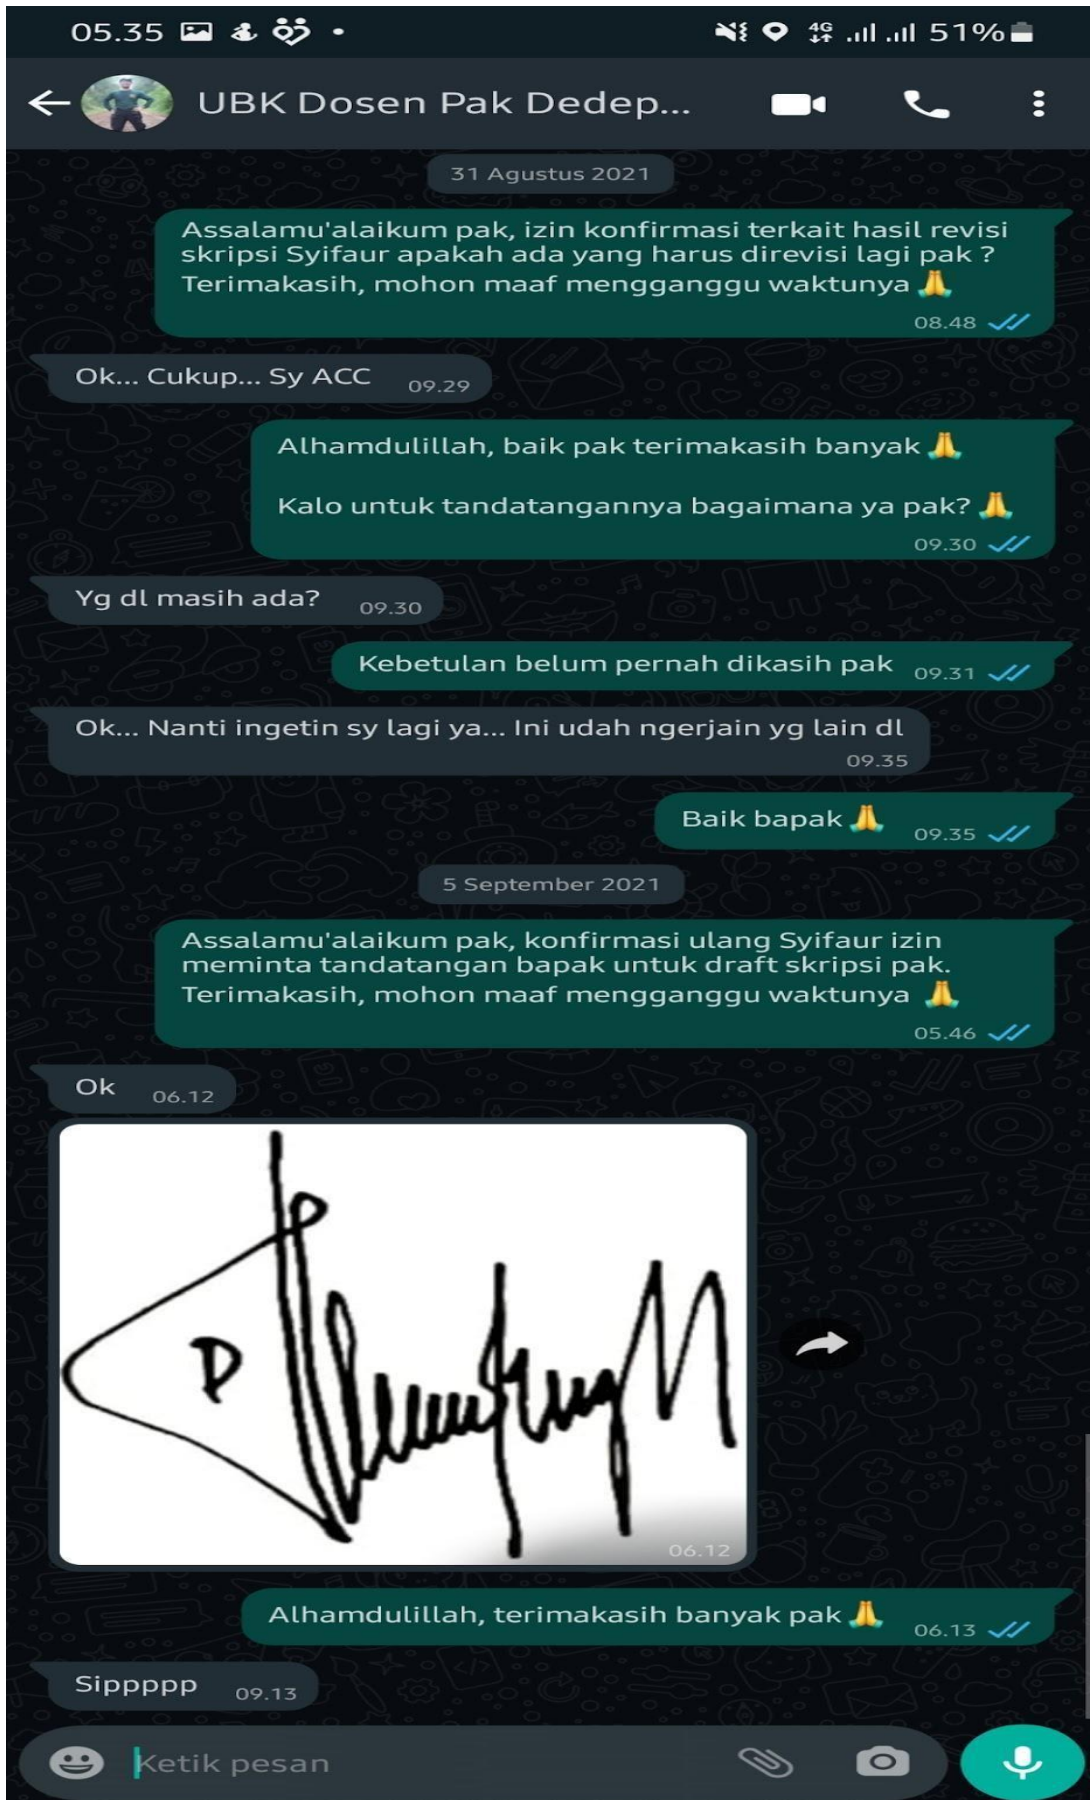 05.35
4G
51%
UBK Dosen Pak Dedep...
31 Agustus 2021
Assalamu'alaikum pak, izin konfirmasi terkait hasil revisi
skripsi Syifaur apakah ada yang harus direvisi lagi pak ?
Terimakasih, mohon maaf mengganggu waktunya 🙏
08.48
Ok... Cukup... Sy ACC 09.29
Alhamdulillah, baik pak terimakasih banyak 🙏
Kalo untuk tandatangannya bagaimana ya pak? 🙏
09.30
Yg dl masih ada? 09.30
Kebetulan belum pernah dikasih pak 09.31
Ok... Nanti ingetin sy lagi ya... Ini udah ngerjain yg lain dl
09.35
Baik bapak 🙏 09.35
5 September 2021
Assalamu'alaikum pak, konfirmasi ulang Syifaur izin
meminta tandatangan bapak untuk draft skripsi pak.
Terimakasih, mohon maaf mengganggu waktunya 🙏
05.46
Ok 06.12
06.12
Alhamdulillah, terimakasih banyak pak 🙏 06.13
Sippppp 09.13
Ketik pesan